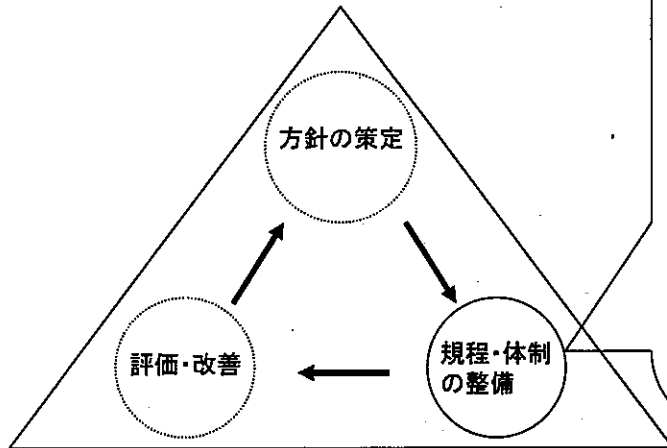 方針の策定
評価・改善
規程・体制
の整備